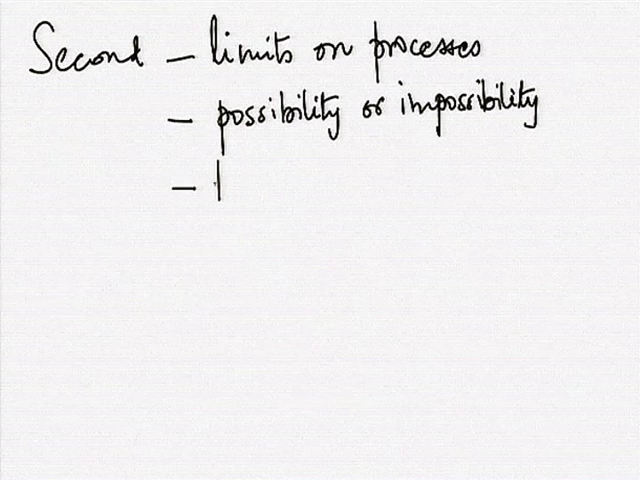 Second – limits on processes
– possibility or impossibility
–